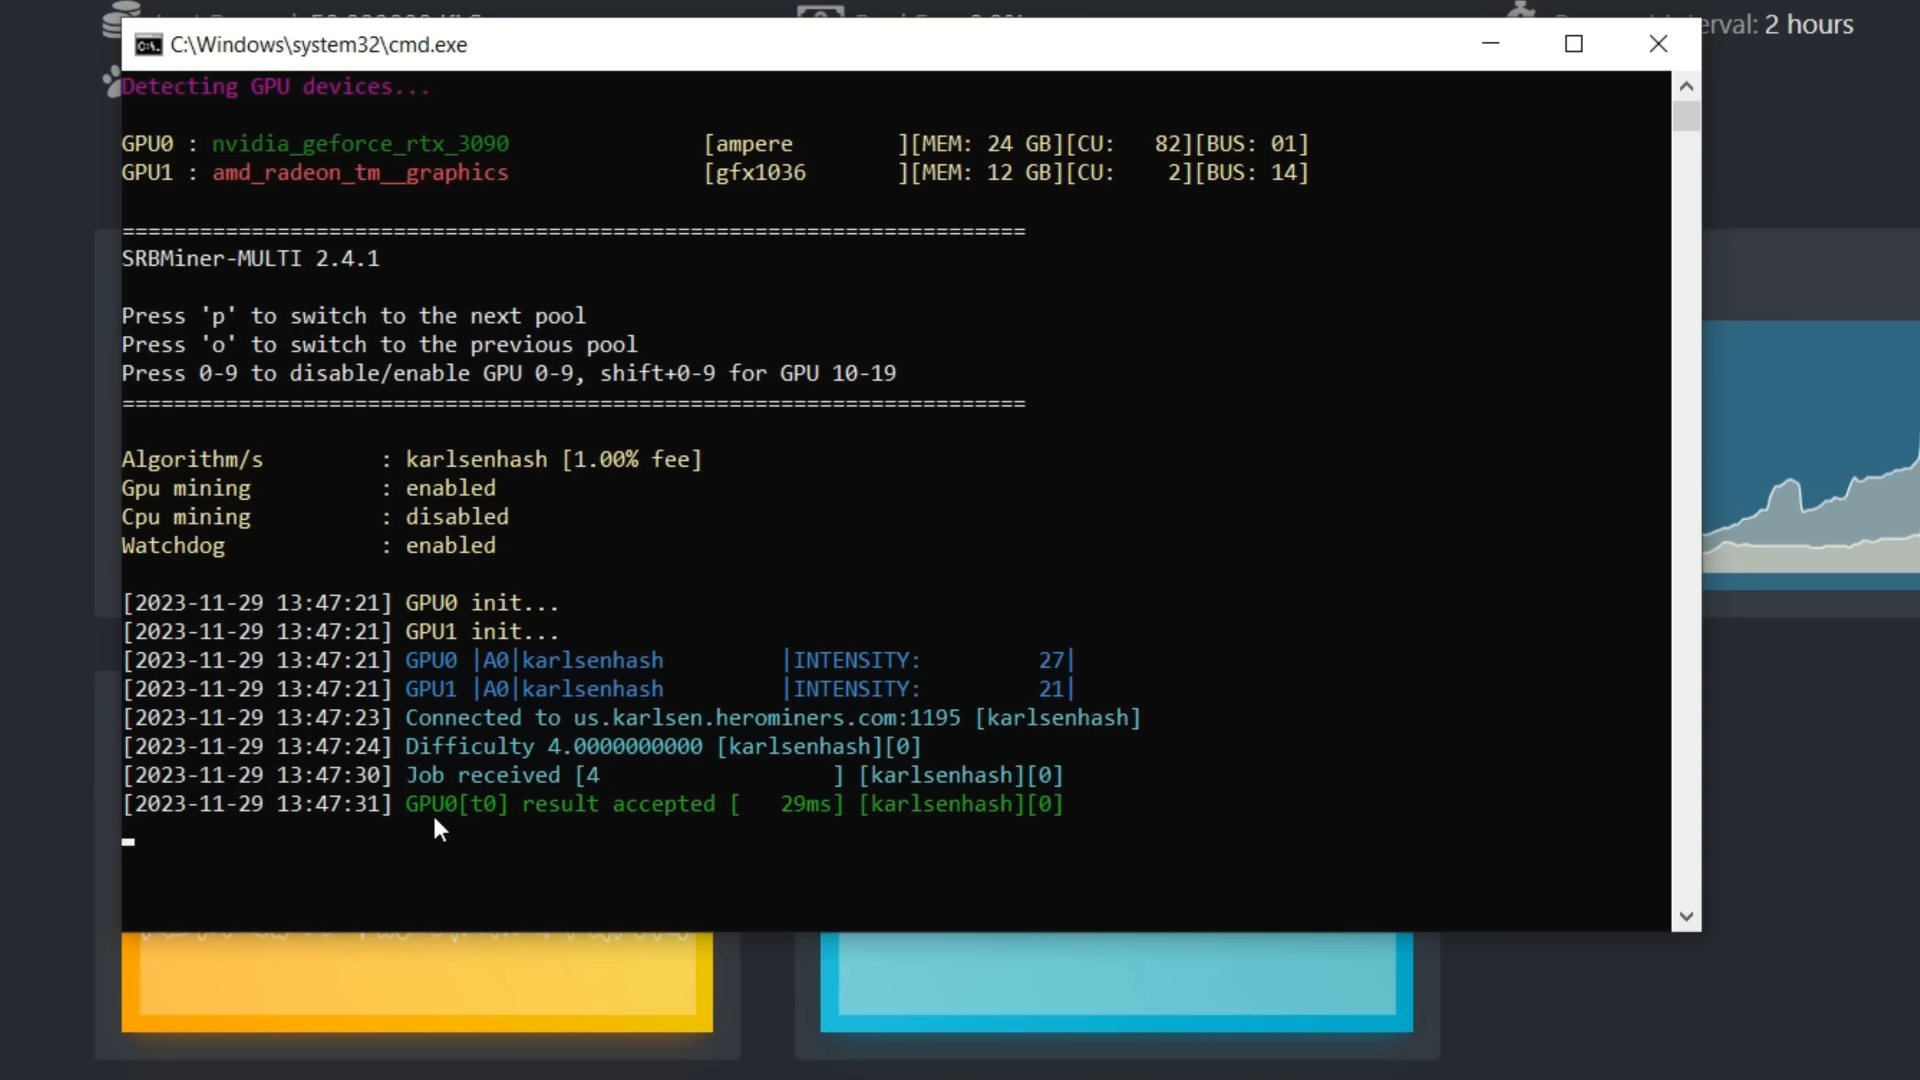 rval: 2 hours
C:\Windows\system32\cmd.exe
Detecting GPU devices...
GPU0 : nvidia_geforce_rtx_3090 [ampere ][MEM: 24 GB][CU: 82][BUS: 01]
GPU1 : amd_radeon_tm__graphics [gfx1036 ][MEM: 12 GB][CU: 2][BUS: 14]
======================================================================
SRBMiner-MULTI 2.4.1
Press 'p' to switch to the next pool
Press 'o' to switch to the previous pool
Press 0-9 to disable/enable GPU 0-9, shift+0-9 for GPU 10-19
======================================================================
Algorithm/s : karlsenhash [1.00% fee]
Gpu mining : enabled
Cpu mining : disabled
Watchdog : enabled
[2023-11-29 13:47:21] GPU0 init...
[2023-11-29 13:47:21] GPU1 init...
[2023-11-29 13:47:21] GPU0 |A0|karlsenhash |INTENSITY: 27|
[2023-11-29 13:47:21] GPU1 |A0|karlsenhash |INTENSITY: 21|
[2023-11-29 13:47:23] Connected to us.karlsen.herominers.com:1195 [karlsenhash]
[2023-11-29 13:47:24] Difficulty 4.0000000000 [karlsenhash][0]
[2023-11-29 13:47:30] Job received [4 ] [karlsenhash][0]
[2023-11-29 13:47:31] GPU0[t0] result accepted [ 29ms] [karlsenhash][0]